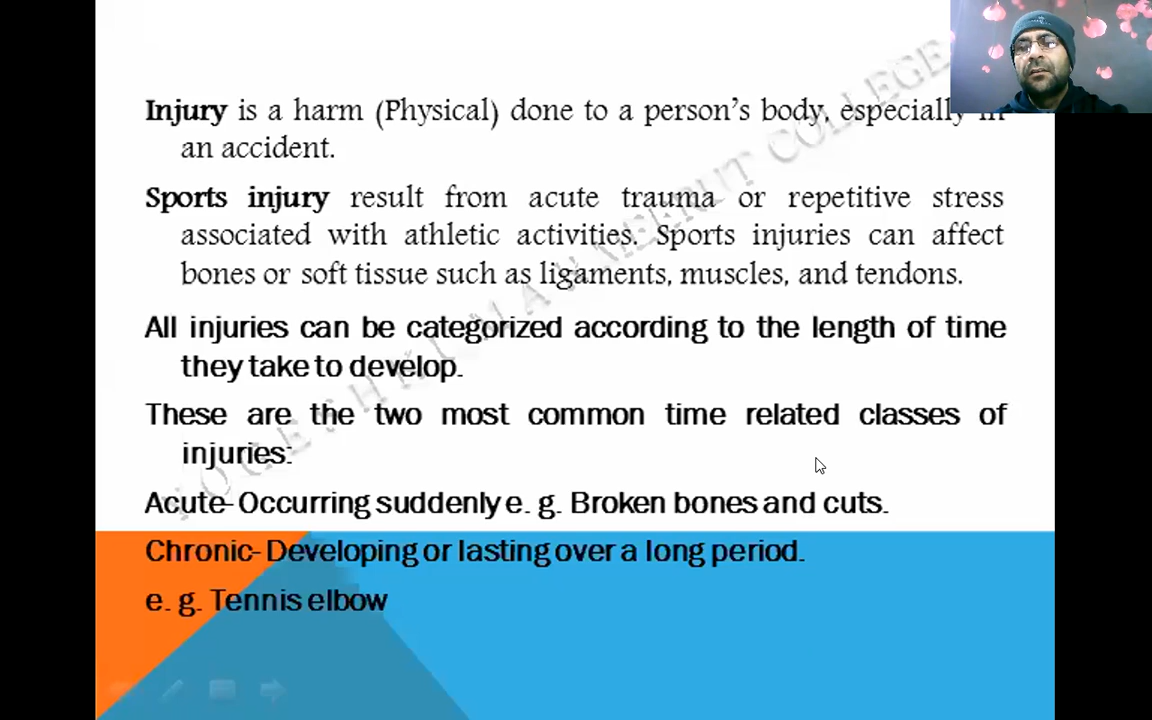 Injury is a harm (Physical) done to a person's body, especially in
an accident.
Sports injury result from acute trauma or repetitive stress
associated with athletic activities. Sports injuries can affect
bones or soft tissue such as ligaments, muscles, and tendons.
All injuries can be categorized according to the length of time
they take to develop.
These are the two most common time related classes of
injuries:
Acute- Occurring suddenly e. g. Broken bones and cuts.
Chronic- Developing or lasting over a long period.
e. g. Tennis elbow
YOGESH KUMAR MEERUT COLLEGE